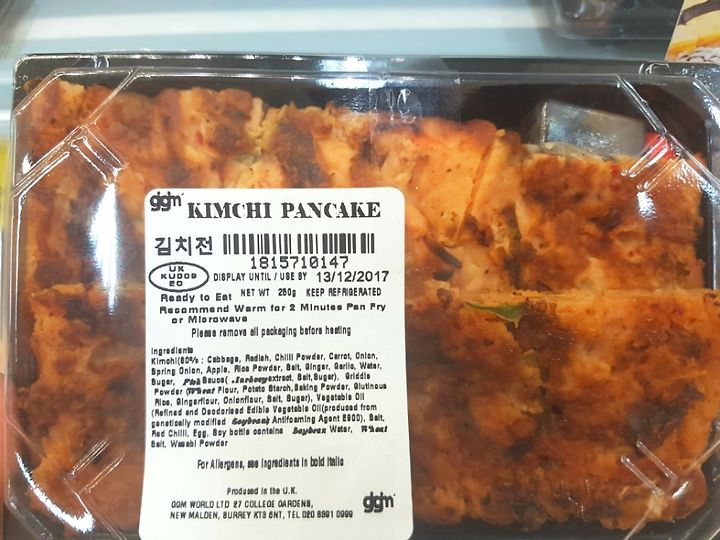 ggm KIMCHI PANCAKE
김치전
1815710147
UK
EC
DISPLAY UNTIL / USE BY 13/12/2017
Ready to Eat NET WT 280g KEEP REFRIGERATED
Recommend Warm for 2 Minutes Pan Fry
or Microwave
Please remove all packaging before heating
Ingredients
Kimchi(60% : Cabbage, Radish, Chilli Powder, Carrot, Onion,
Spring Onion, Apple, Rice Powder, Salt, Ginger, Garlic, Water,
Sugar, Fish Sauce( Anchovy extract, Salt,Sugar), Griddle
Powder (Wheat Flour, Potato Starch,Baking Powder, Glutinous
Rice, Gingerflour, Onionflour, Salt, Sugar), Vegetable Oil
(Refined and Deodorised Edible Vegetable Oil(produced from
genetically modified Soybean) Antifoaming Agent E900), Salt,
Red Chilli, Egg, Soy bottle contains Soybean Water, Wheat
Salt, Wasabi Powder
For Allergens, see ingredients in bold italic
Produced in the U.K.
GGM WORLD LTD 27 COLLEGE GARDENS,
NEW MALDEN, SURREY KT3 6NT, TEL 020 8391 0999
ggm